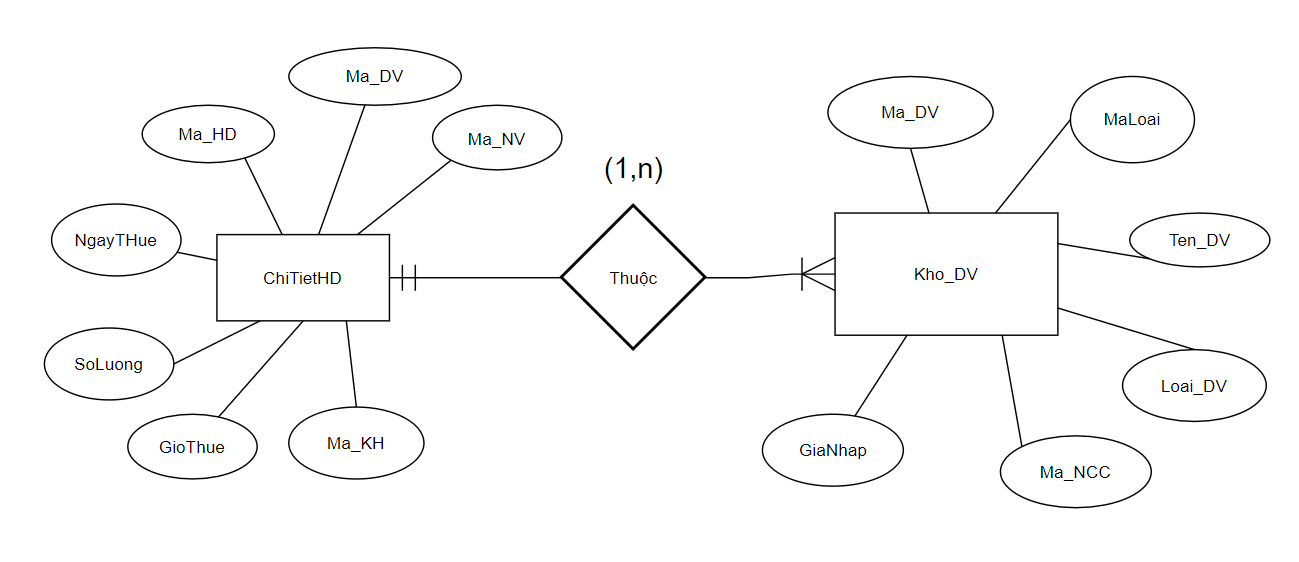 Ma_DV
Ma_HD
Ma_NV
NgayTHue
ChiTietHD
SoLuong
GioThue
Ma_KH
(1,n)
Thuộc
Ma_DV
MaLoai
Ten_DV
Kho_DV
Loai_DV
GiaNhap
Ma_NCC